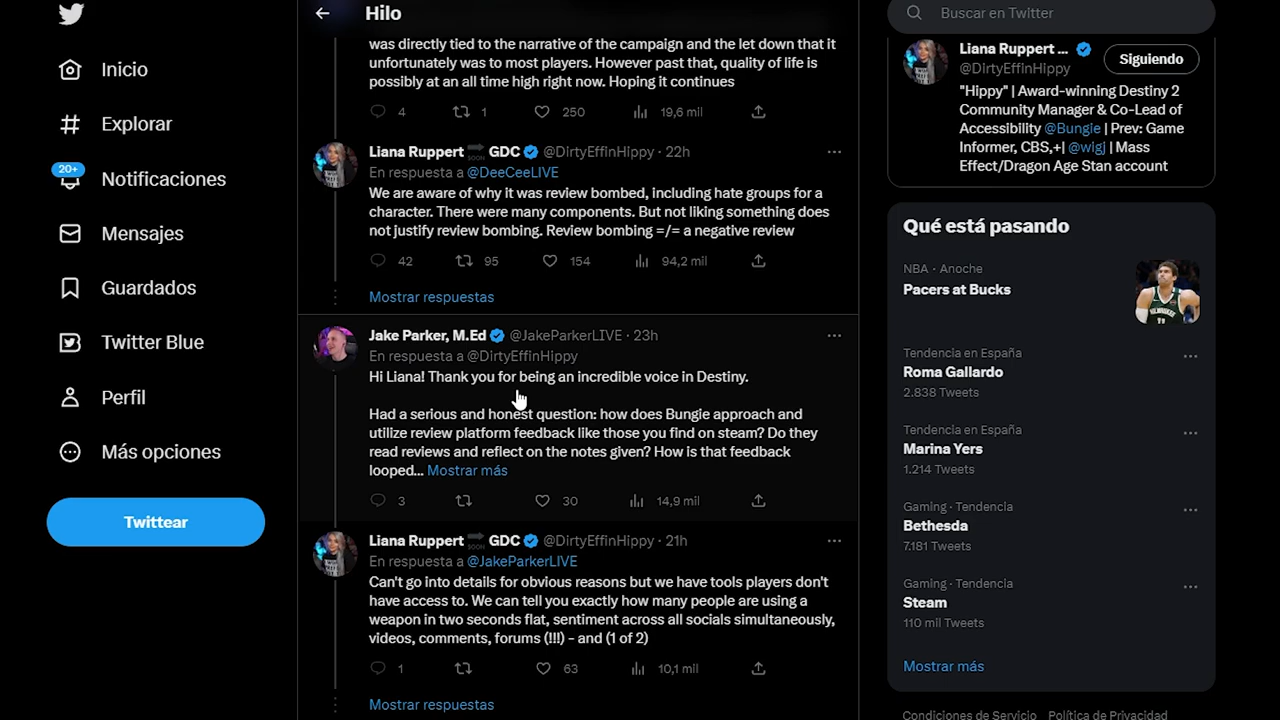 Inicio
Explorar
20+
Notificaciones
Mensajes
Guardados
Twitter Blue
Perfil
Más opciones
Twittear
Hilo
was directly tied to the narrative of the campaign and the let down that it
unfortunately was to most players. However past that, quality of life is
possibly at an all time high right now. Hoping it continues
4 1 250 19,6 mil
Liana Ruppert SOON GDC @DirtyEffinHippy · 22h
En respuesta a @DeeCeeLIVE
We are aware of why it was review bombed, including hate groups for a
character. There were many components. But not liking something does
not justify review bombing. Review bombing =/= a negative review
42 95 154 94,2 mil
Mostrar respuestas
Jake Parker, M.Ed @JakeParkerLIVE · 23h
En respuesta a @DirtyEffinHippy
Hi Liana! Thank you for being an incredible voice in Destiny.
Had a serious and honest question: how does Bungie approach and
utilize review platform feedback like those you find on steam? Do they
read reviews and reflect on the notes given? How is that feedback
looped... Mostrar más
3 30 14,9 mil
Liana Ruppert SOON GDC @DirtyEffinHippy · 21h
En respuesta a @JakeParkerLIVE
Can't go into details for obvious reasons but we have tools players don't
have access to. We can tell you exactly how many people are using a
weapon in two seconds flat, sentiment across all socials simultaneously,
videos, comments, forums (!!!) - and (1 of 2)
1 63 10,1 mil
Mostrar respuestas
Buscar en Twitter
Liana Ruppert ...
@DirtyEffinHippy
Siguiendo
"Hippy" | Award-winning Destiny 2
Community Manager & Co-Lead of
Accessibility @Bungie | Prev: Game
Informer, CBS,+| @wigj | Mass
Effect/Dragon Age Stan account
Qué está pasando
NBA · Anoche
Pacers at Bucks
Tendencia en España
Roma Gallardo
2.838 Tweets
Tendencia en España
Marina Yers
1.214 Tweets
Gaming · Tendencia
Bethesda
7.181 Tweets
Gaming · Tendencia
Steam
110 mil Tweets
Mostrar más
Condiciones de Servicio Política de Privacidad